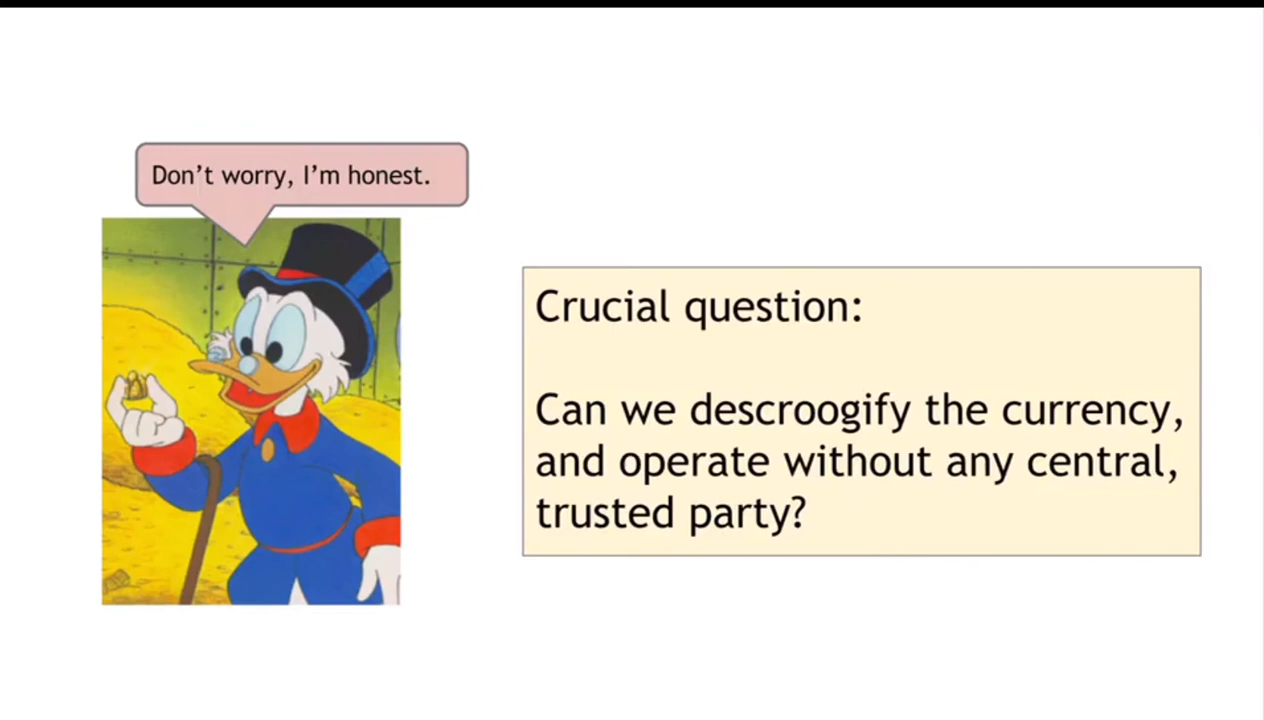 Don’t worry, I’m honest.
Crucial question:
Can we descroogify the currency,
and operate without any central,
trusted party?